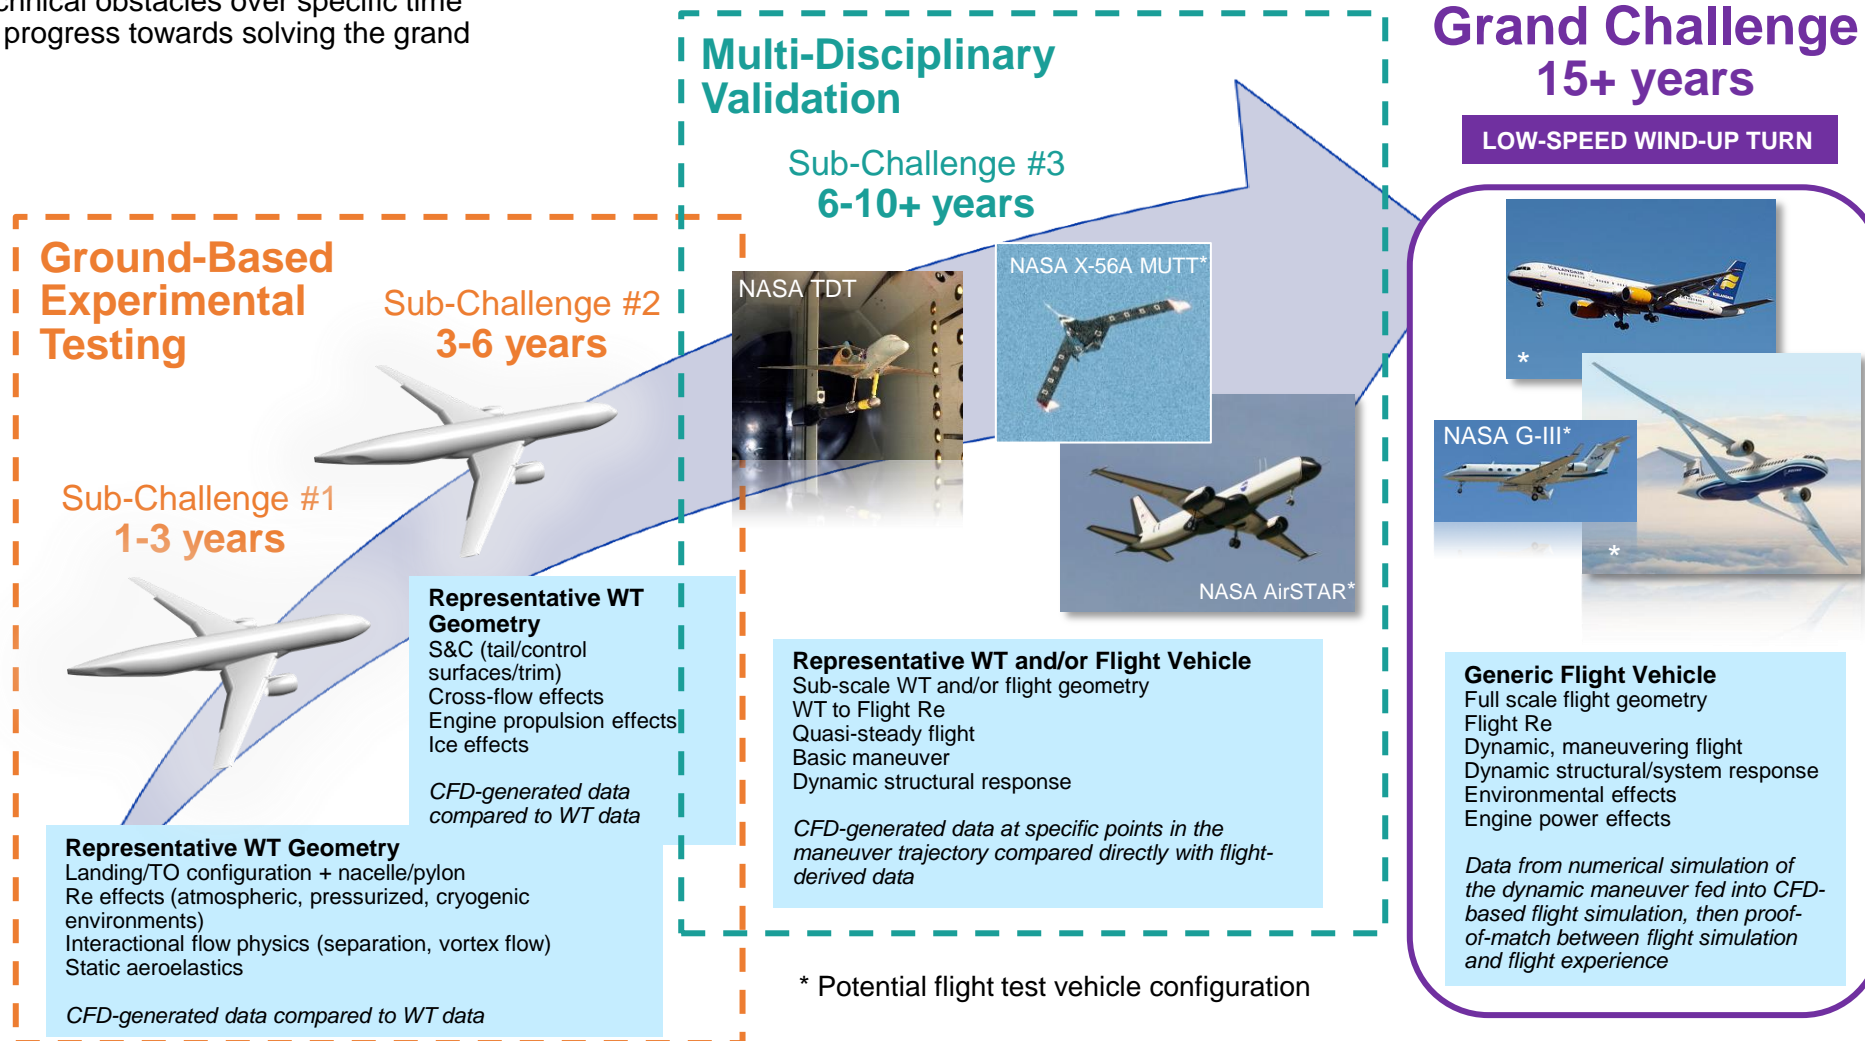 chnical obstacles over specific time
progress towards solving the grand
Ground-Based
Experimental
Testing
Sub-Challenge #1
1-3 years
Sub-Challenge #2
3-6 years
Representative WT Geometry
Landing/TO configuration + nacelle/pylon
Re effects (atmospheric, pressurized, cryogenic
environments)
Interactional flow physics (separation, vortex flow)
Static aeroelastics
CFD-generated data compared to WT data
Representative WT
Geometry
S&C (tail/control
surfaces/trim)
Cross-flow effects
Engine propulsion effects
Ice effects
CFD-generated data
compared to WT data
Multi-Disciplinary
Validation
Sub-Challenge #3
6-10+ years
NASA TDT
NASA X-56A MUTT*
NASA AirSTAR*
Representative WT and/or Flight Vehicle
Sub-scale WT and/or flight geometry
WT to Flight Re
Quasi-steady flight
Basic maneuver
Dynamic structural response
CFD-generated data at specific points in the
maneuver trajectory compared directly with flight-
derived data
* Potential flight test vehicle configuration
Grand Challenge
15+ years
LOW-SPEED WIND-UP TURN
ICELANDAIR
*
NASA G-III*
*
Generic Flight Vehicle
Full scale flight geometry
Flight Re
Dynamic, maneuvering flight
Dynamic structural/system response
Environmental effects
Engine power effects
Data from numerical simulation of
the dynamic maneuver fed into CFD-
based flight simulation, then proof-
of-match between flight simulation
and flight experience